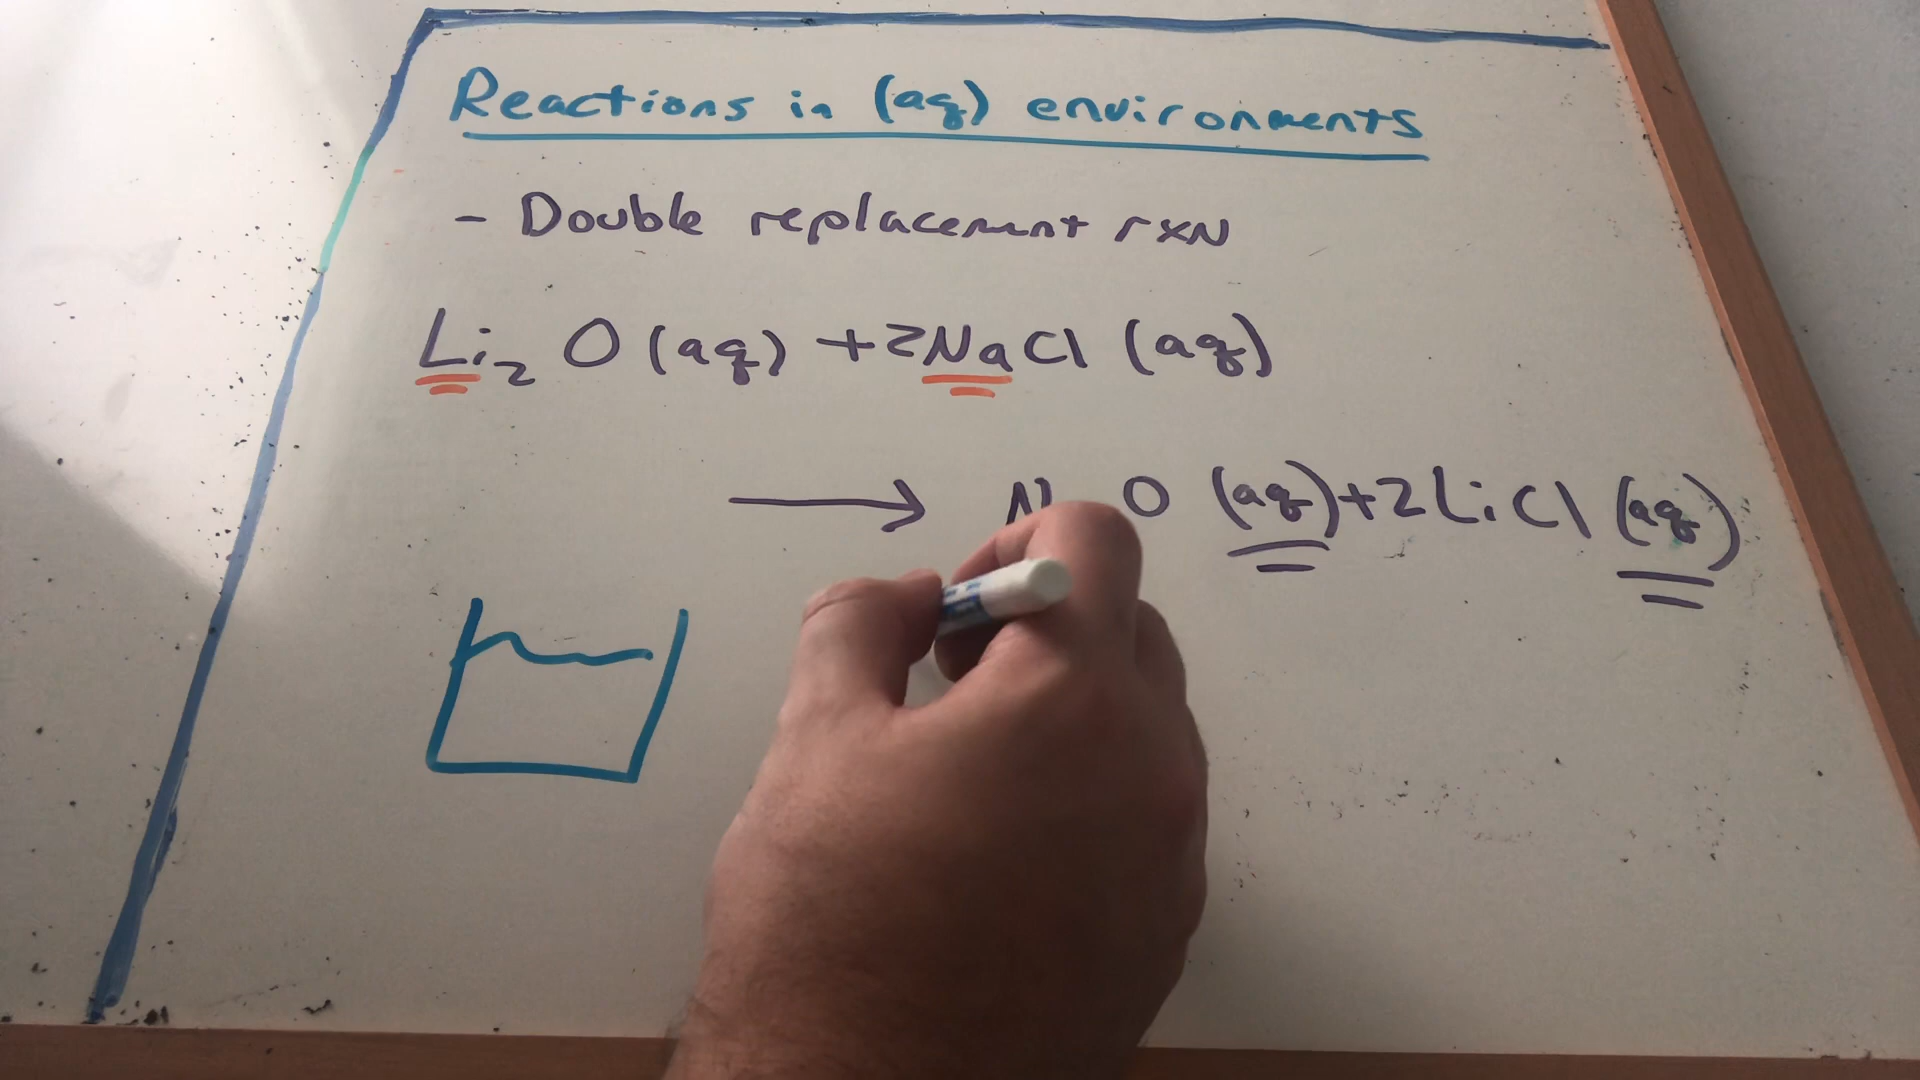 Reactions in (aq) environments
- Double replacement rxN
Li₂O (aq) + 2NaCl (aq)
→ N O (aq) + 2LiCl (aq)